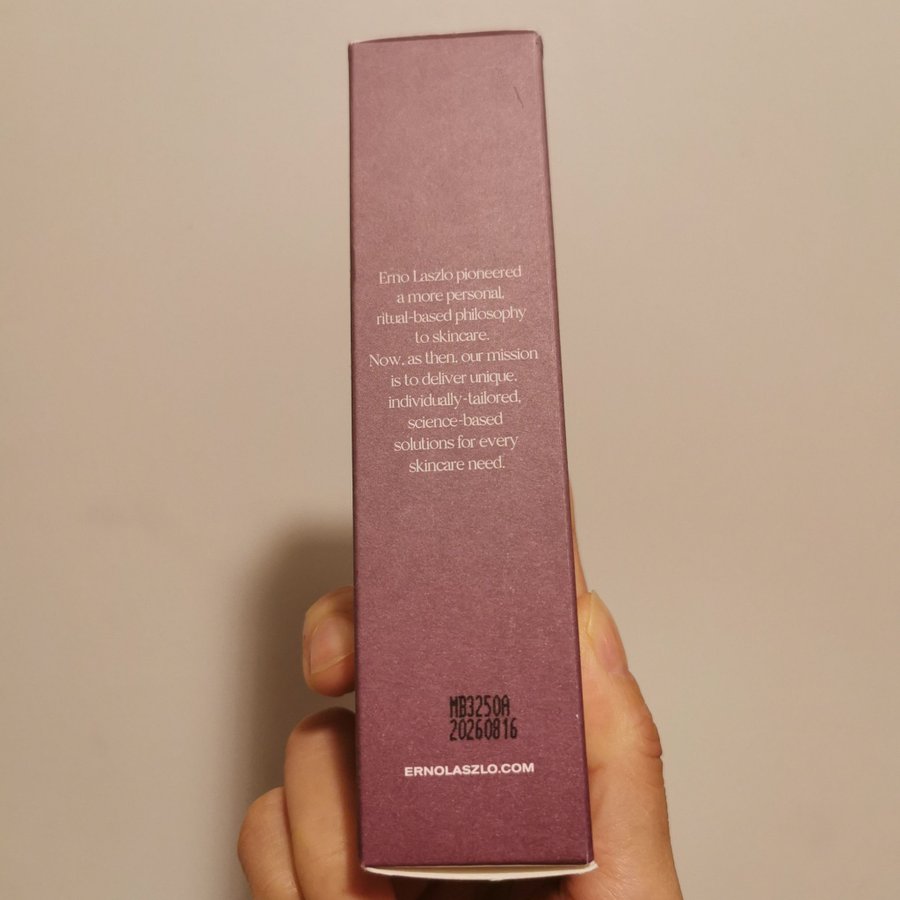 Erno Laszlo pioneered
a more personal,
ritual-based philosophy
to skincare.
Now, as then, our mission
is to deliver unique,
individually-tailored,
science-based
solutions for every
skincare need.
MB3250A
20260816
ERNOLASZLO.COM